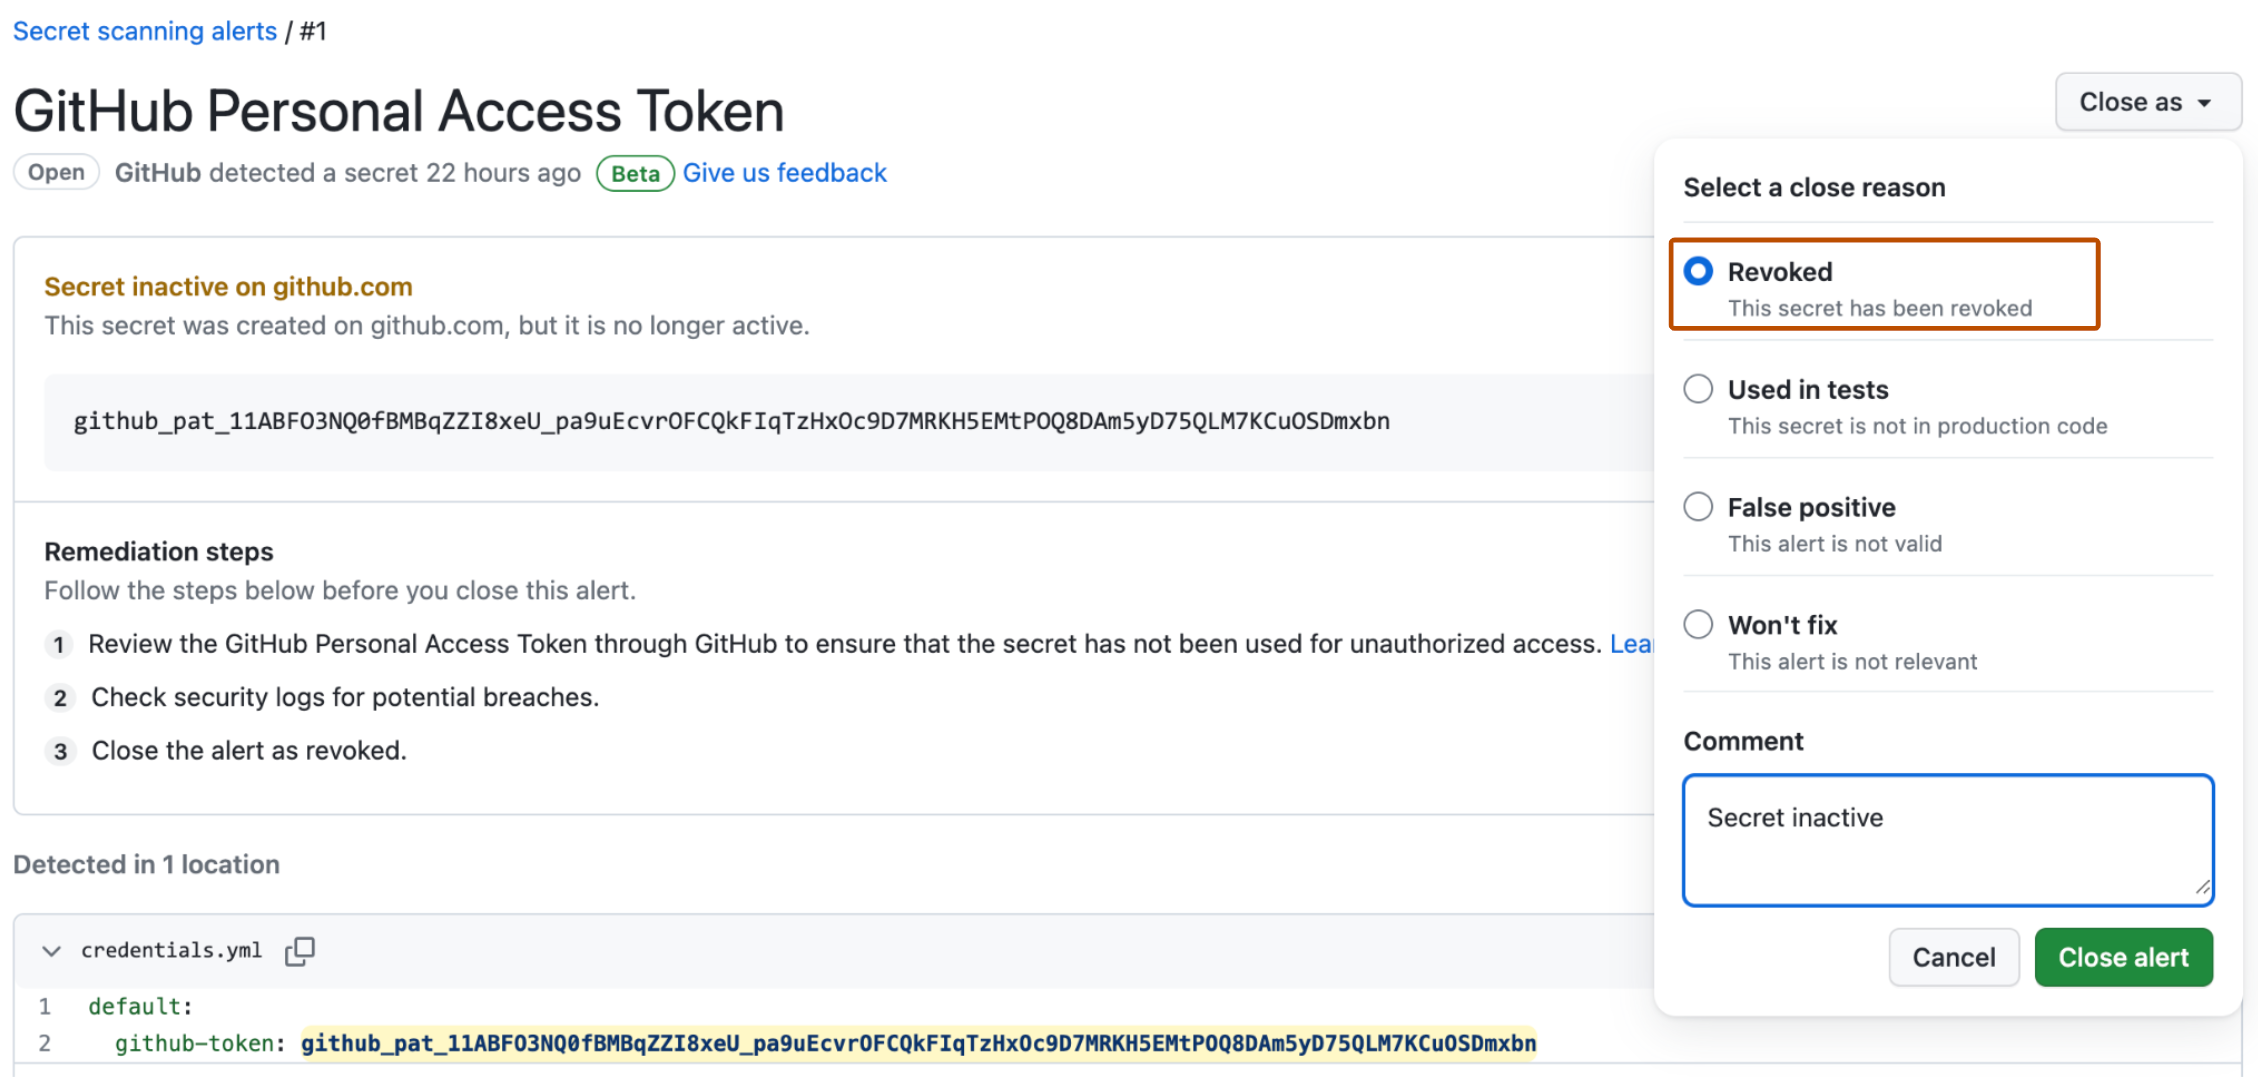 Secret scanning alerts / #1
GitHub Personal Access Token
Open GitHub detected a secret 22 hours ago Beta Give us feedback
Secret inactive on github.com
This secret was created on github.com, but it is no longer active.
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
Remediation steps
Follow the steps below before you close this alert.
1 Review the GitHub Personal Access Token through GitHub to ensure that the secret has not been used for unauthorized access.
2 Check security logs for potential breaches.
3 Close the alert as revoked.
Detected in 1 location
credentials.yml
1 default:
2 github-token: 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
Close as
Select a close reason
Revoked
This secret has been revoked
Used in tests
This secret is not in production code
False positive
This alert is not valid
Won't fix
This alert is not relevant
Comment
Secret inactive
Cancel Close alert